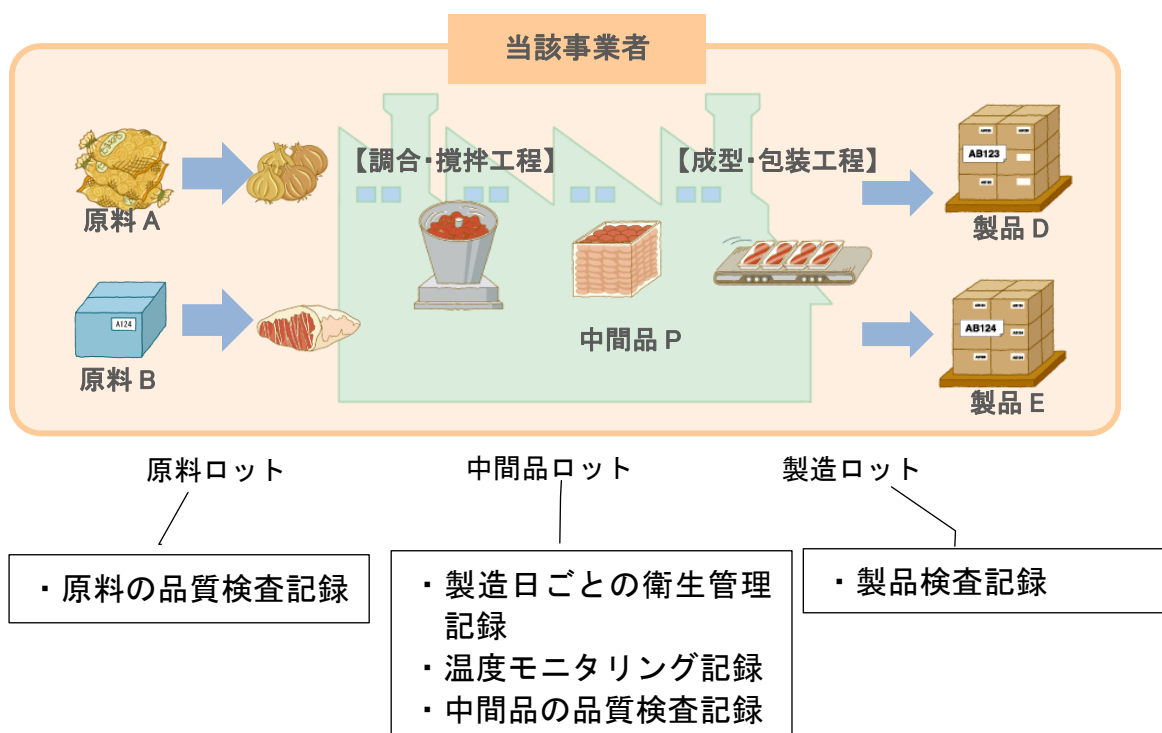 当該事業者
【調合・撹拌工程】
【成型・包装工程】
AB123
原料A
製品D
A124
中間品P
AB124
原料B
製品E
原料ロット
中間品ロット
製造ロット
・原料の品質検査記録
・製造日ごとの衛生管理
記録
・温度モニタリング記録
・中間品の品質検査記録
・製品検査記録